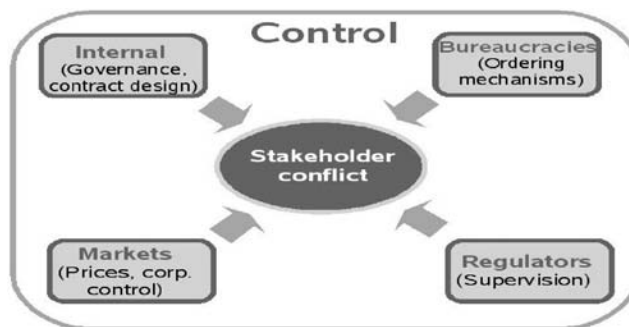 Control
Internal
(Governance,
contract design)
Bureaucracies
(Ordering
mechanisms)
Stakeholder
conflict
Markets
(Prices, corp.
control)
Regulators
(Supervision)